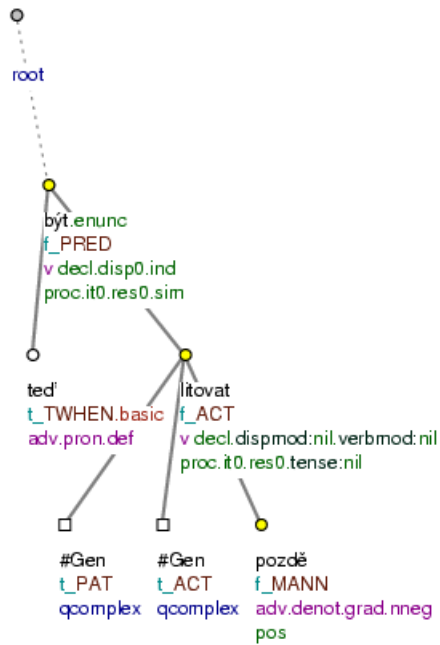 root
být.enunc
f_PRED
v decl.disp0.ind
proc.it0.res0.sim
teď
t_TWHEN.basic
adv.pron.def
litovat
f_ACT
v decl.dispmod:nil.verbmod:nil
proc.it0.res0.tense:nil
#Gen
t_PAT
qcomplex
#Gen
t_ACT
qcomplex
pozdě
f_MANN
adv.denot.grad.nneg
pos